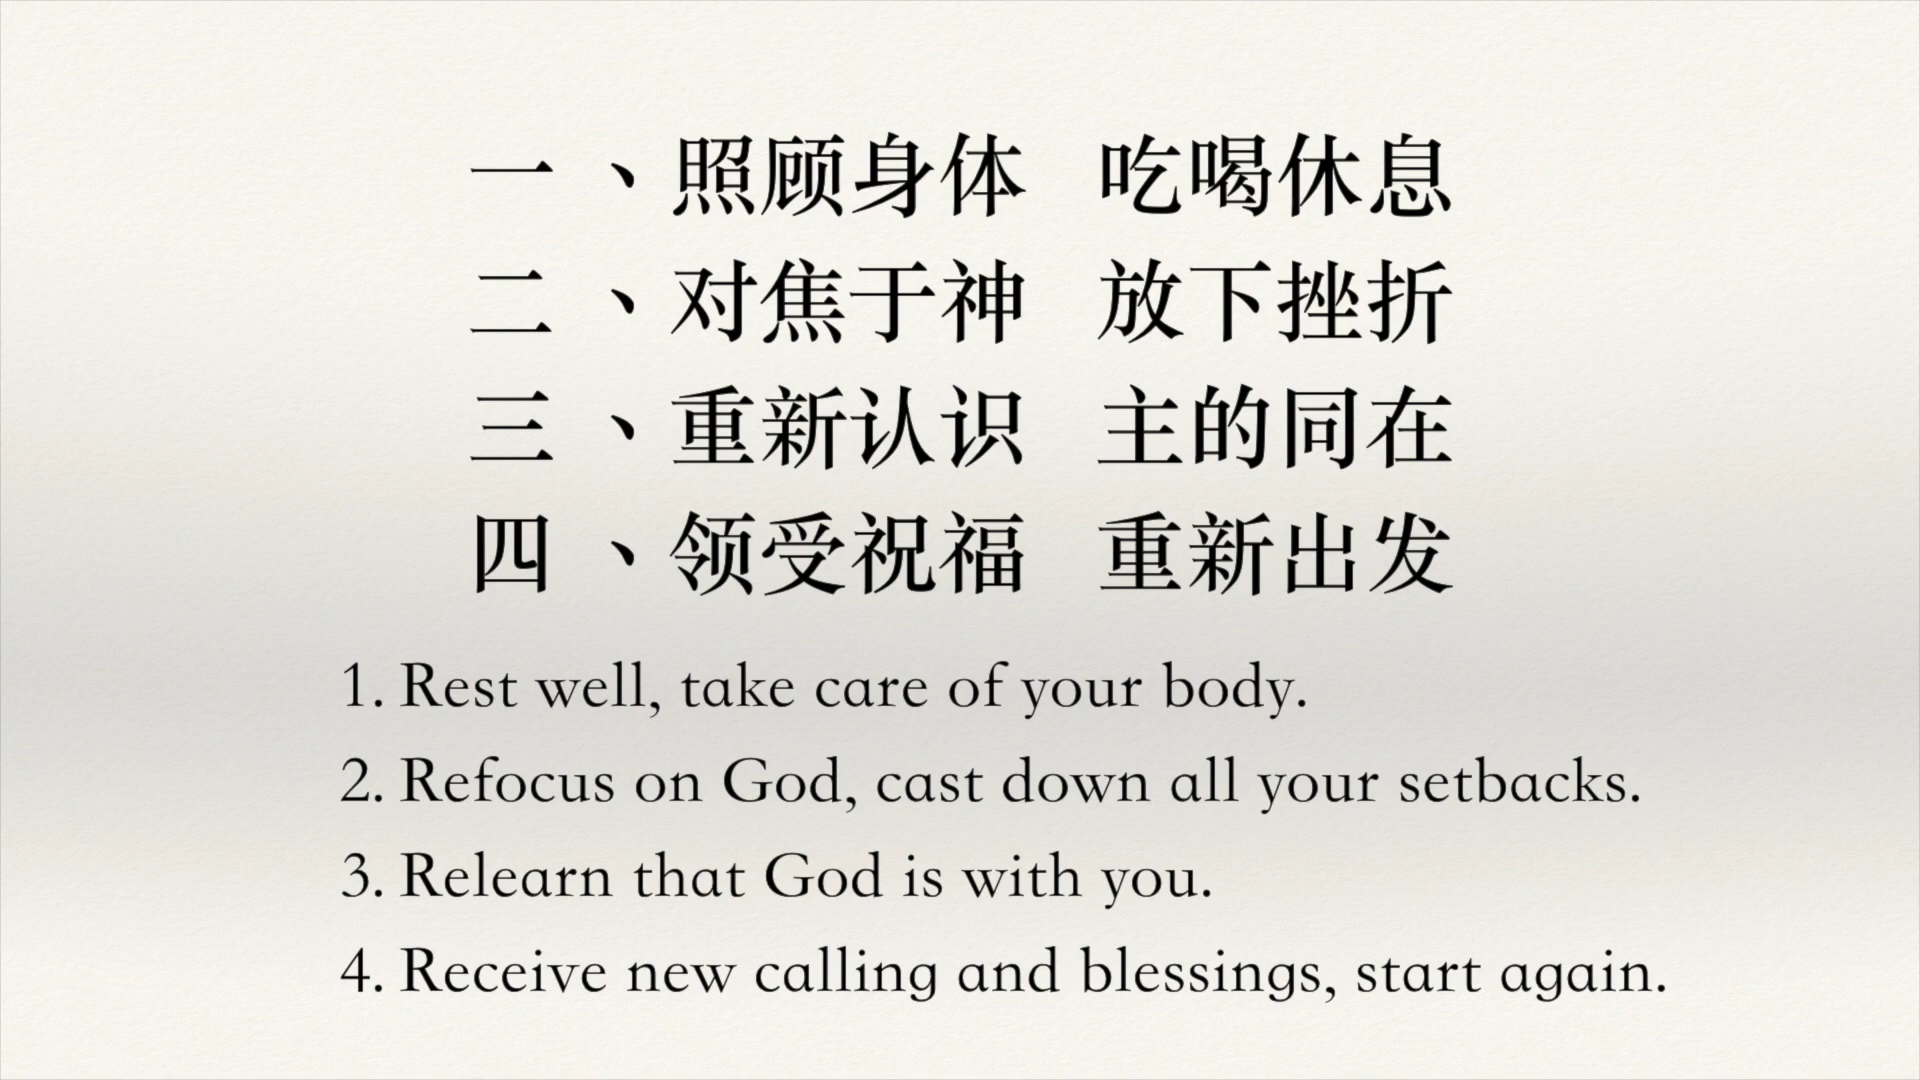 一、照顾身体 吃喝休息
二、对焦于神 放下挫折
三、重新认识 主的同在
四、领受祝福 重新出发
1. Rest well, take care of your body.
2. Refocus on God, cast down all your setbacks.
3. Relearn that God is with you.
4. Receive new calling and blessings, start again.